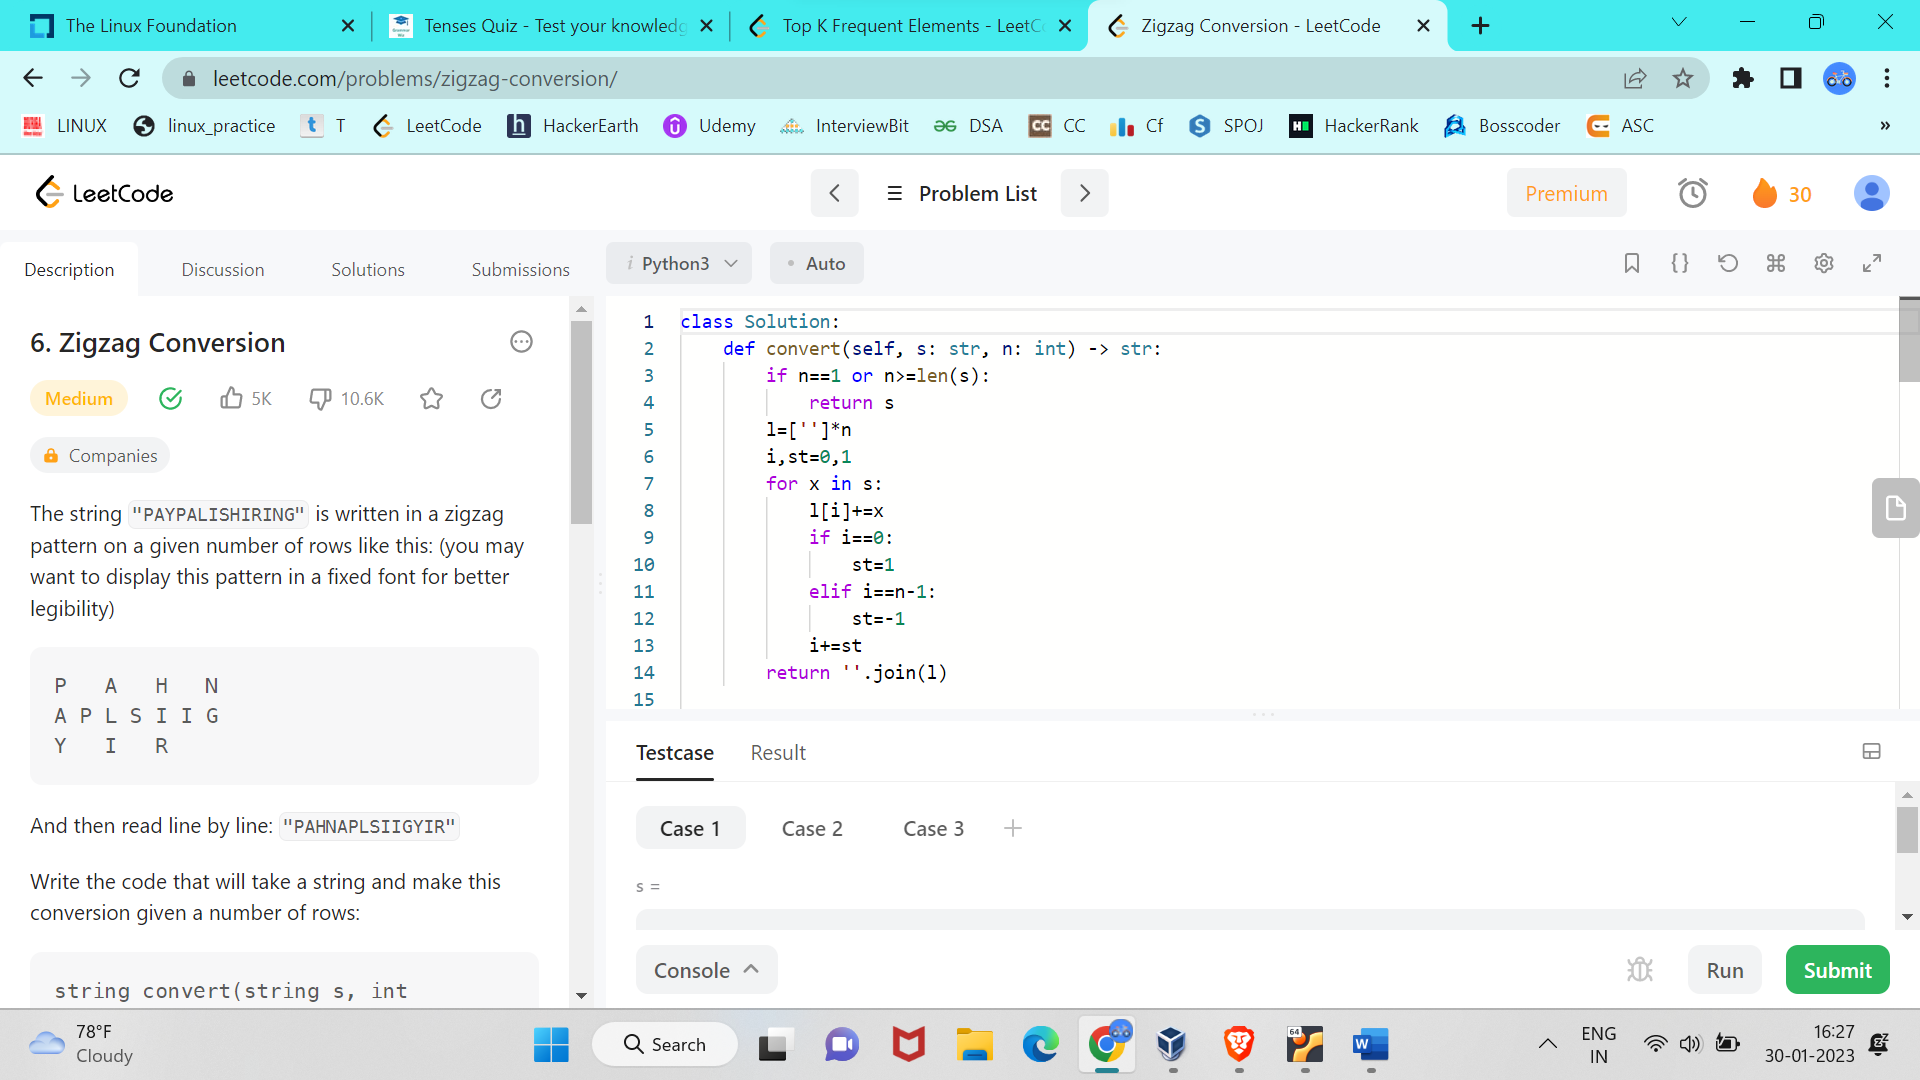 The Linux Foundation
Tenses Quiz - Test your knowledg
Top K Frequent Elements - LeetCo
Zigzag Conversion - LeetCode
leetcode.com/problems/zigzag-conversion/
LINUX
linux_practice
t T
LeetCode
h HackerEarth
Udemy
InterviewBit
DSA
CC CC
Cf
S SPOJ
H HackerRank
Bosscoder
ASC
»
LeetCode
Problem List
Premium
30
Description
Discussion
Solutions
Submissions
i Python3
• Auto
{}
6. Zigzag Conversion
Medium
5K
10.6K
Companies
The string "PAYPALISHIRING" is written in a zigzag
pattern on a given number of rows like this: (you may
want to display this pattern in a fixed font for better
legibility)
P   A   H   N
A P L S I I G
Y   I   R
And then read line by line: "PAHNAPLSIIGYIR"
Write the code that will take a string and make this
conversion given a number of rows:
string convert(string s, int
1 class Solution:
2     def convert(self, s: str, n: int) -> str:
3         if n==1 or n>=len(s):
4             return s
5         l=['']*n
6         i,st=0,1
7         for x in s:
8             l[i]+=x
9             if i==0:
10                 st=1
11             elif i==n-1:
12                 st=-1
13             i+=st
14         return ''.join(l)
15
Testcase
Result
Case 1
Case 2
Case 3
+
s =
Console
Run
Submit
78°F
Cloudy
Search
64
W
ENG
IN
16:27
30-01-2023